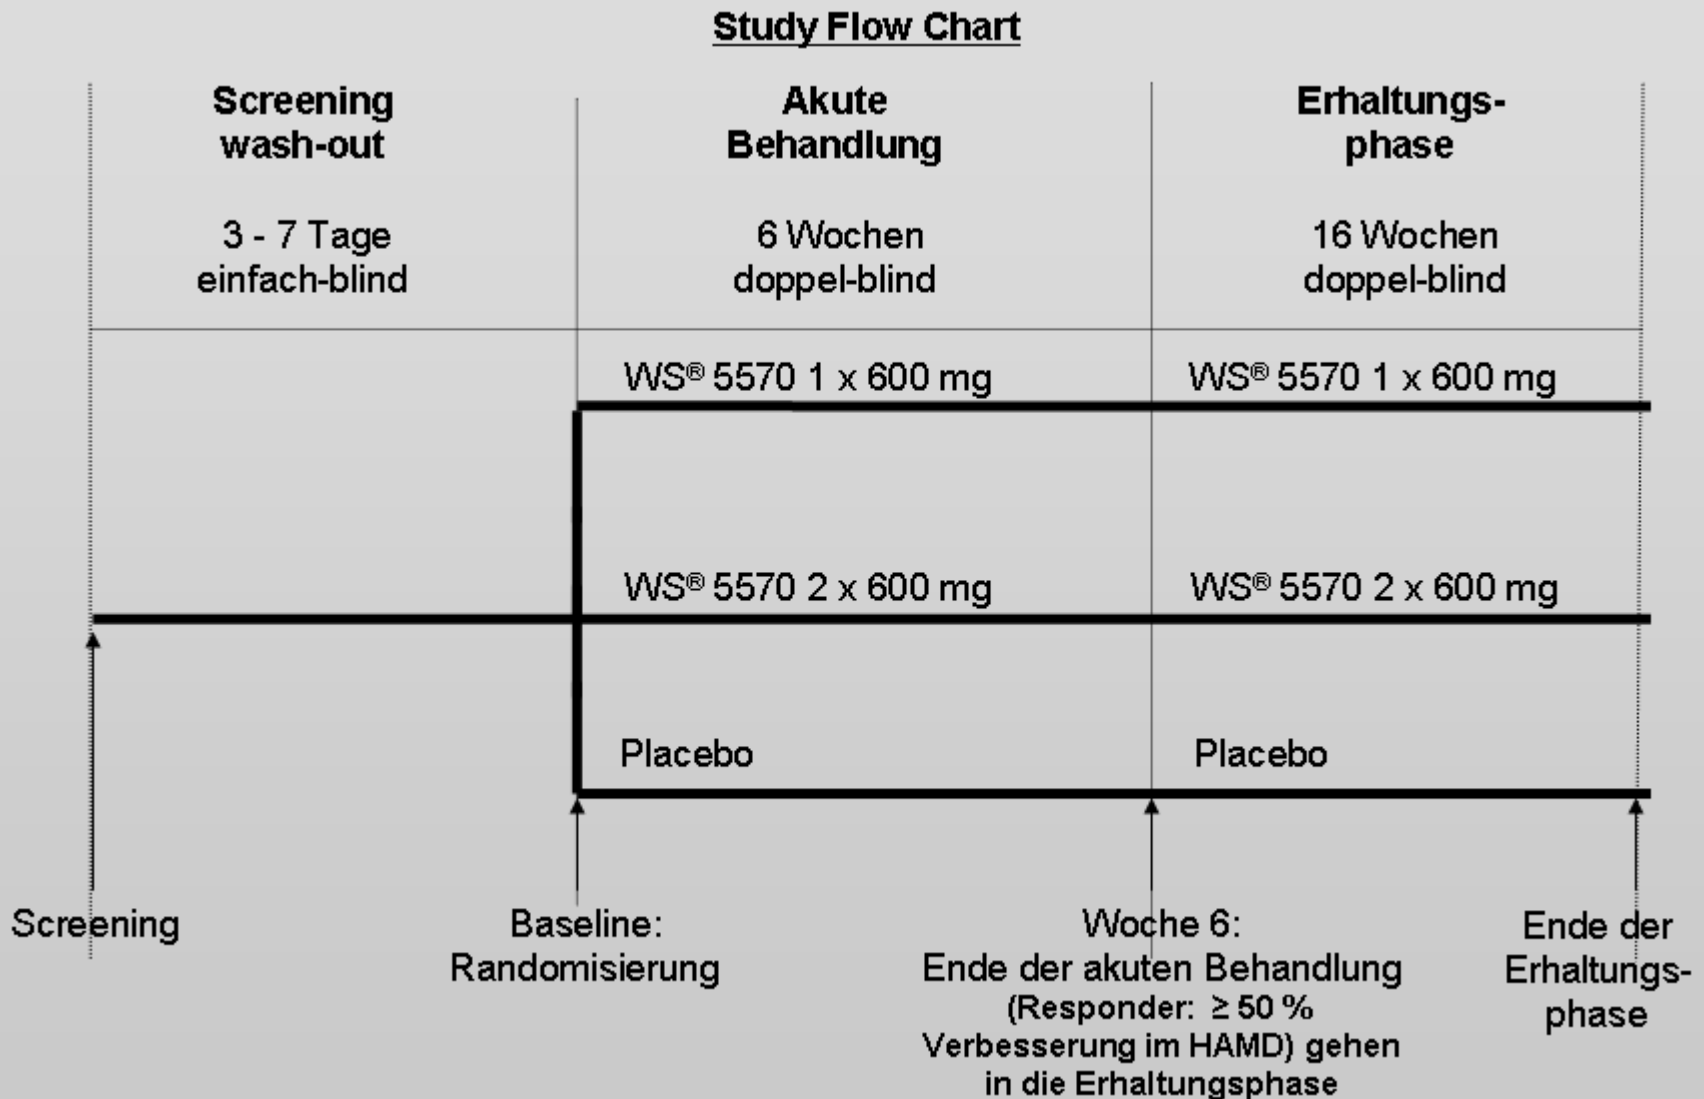 Study Flow Chart
Screening
wash-out
3 - 7 Tage
einfach-blind
Akute
Behandlung
6 Wochen
doppel-blind
Erhaltungs-
phase
16 Wochen
doppel-blind
WS® 5570 1 x 600 mg
WS® 5570 1 x 600 mg
WS® 5570 2 x 600 mg
WS® 5570 2 x 600 mg
Placebo
Placebo
Screening
Baseline:
Randomisierung
Woche 6:
Ende der akuten Behandlung
(Responder: ≥ 50 %
Verbesserung im HAMD) gehen
in die Erhaltungsphase
Ende der
Erhaltungs-
phase